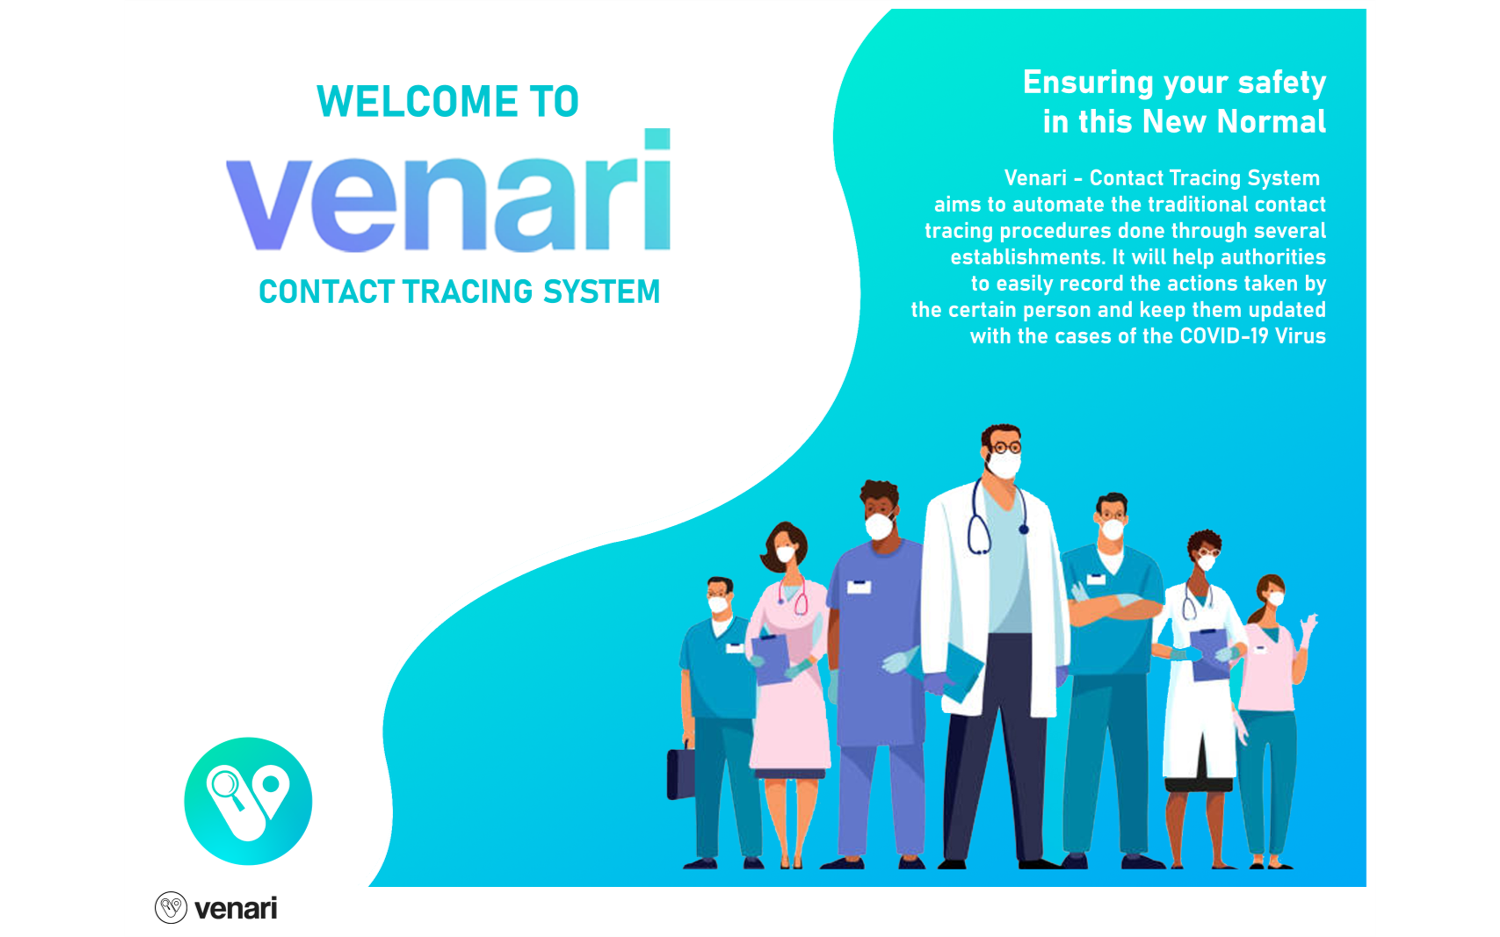 WELCOME TO
venari
CONTACT TRACING SYSTEM
Ensuring your safety
in this New Normal
Venari - Contact Tracing System
aims to automate the traditional contact
tracing procedures done through several
establishments. It will help authorities
to easily record the actions taken by
the certain person and keep them updated
with the cases of the COVID-19 Virus
venari